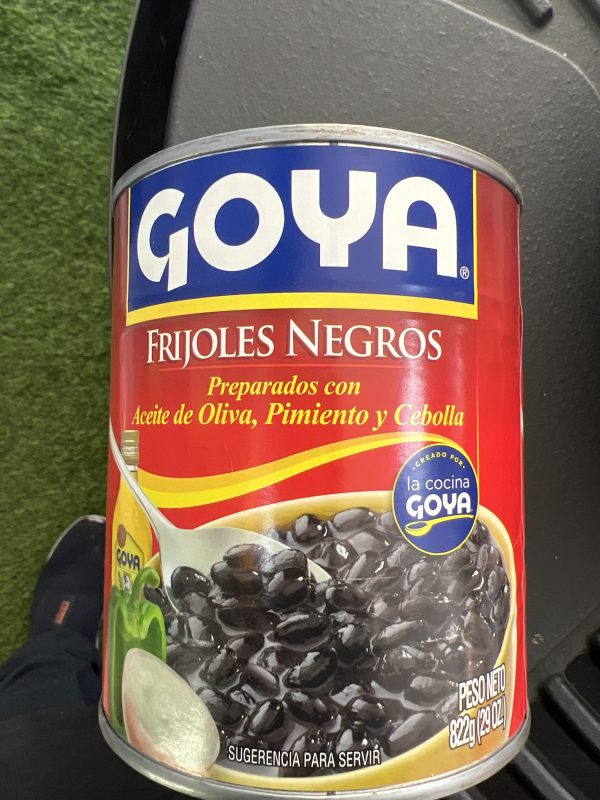 GOYA®
FRIJOLES NEGROS
Preparados con
Aceite de Oliva, Pimiento y Cebolla
·CREADO POR·
la cocina
GOYA
GOYA
PESO NETO
822g (29 OZ.)
SUGERENCIA PARA SERVIR